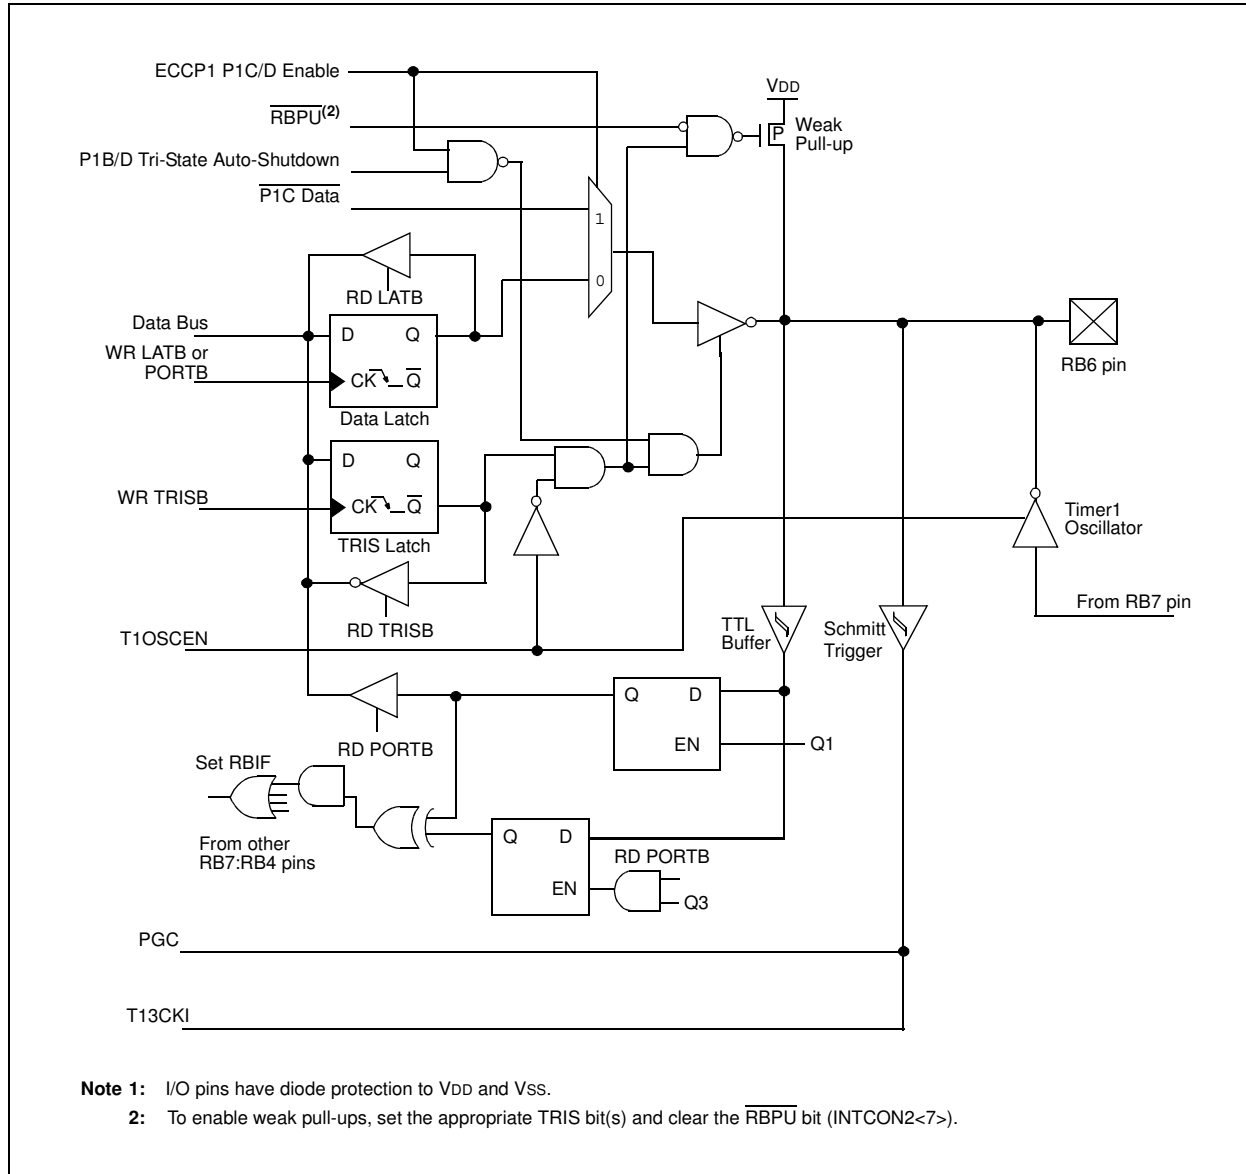 ECCP1 P1C/D Enable
VDD
RBPU(2)
P Weak
Pull-up
P1B/D Tri-State Auto-Shutdown
P1C Data
1
0
RD LATB
Data Bus
D Q
WR LATB or
PORTB
CK Q
Data Latch
RB6 pin
D Q
WR TRISB
CK Q
TRIS Latch
Timer1
Oscillator
From RB7 pin
RD TRISB
T1OSCEN
TTL
Buffer
Schmitt
Trigger
Q D
EN
Q1
RD PORTB
Set RBIF
From other
RB7:RB4 pins
Q D
RD PORTB
EN
Q3
PGC
T13CKI
Note 1: I/O pins have diode protection to VDD and VSS.
2: To enable weak pull-ups, set the appropriate TRIS bit(s) and clear the RBPU bit (INTCON2<7>).